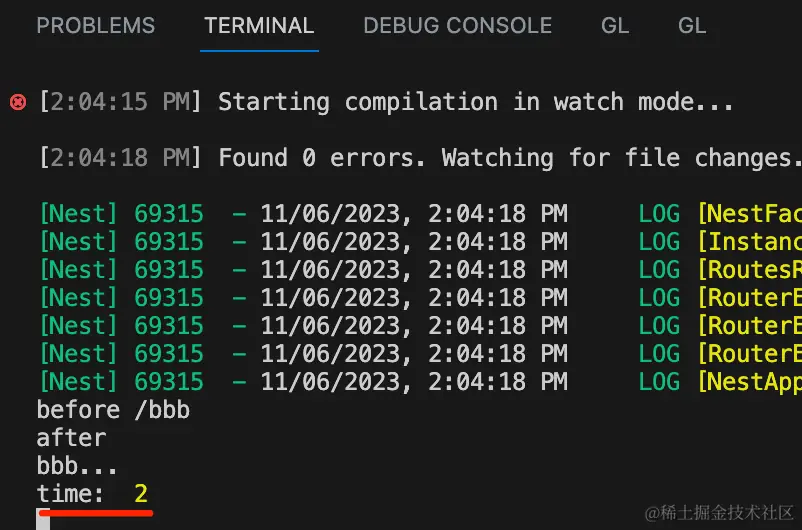 PROBLEMS TERMINAL DEBUG CONSOLE GL GL
[2:04:15 PM] Starting compilation in watch mode...
[2:04:18 PM] Found 0 errors. Watching for file changes.
[Nest] 69315 - 11/06/2023, 2:04:18 PM LOG [NestFac
[Nest] 69315 - 11/06/2023, 2:04:18 PM LOG [Instanc
[Nest] 69315 - 11/06/2023, 2:04:18 PM LOG [RoutesR
[Nest] 69315 - 11/06/2023, 2:04:18 PM LOG [RouterE
[Nest] 69315 - 11/06/2023, 2:04:18 PM LOG [RouterE
[Nest] 69315 - 11/06/2023, 2:04:18 PM LOG [RouterE
[Nest] 69315 - 11/06/2023, 2:04:18 PM LOG [NestApp
before /bbb
after
bbb...
time: 2
@稀土掘金技术社区